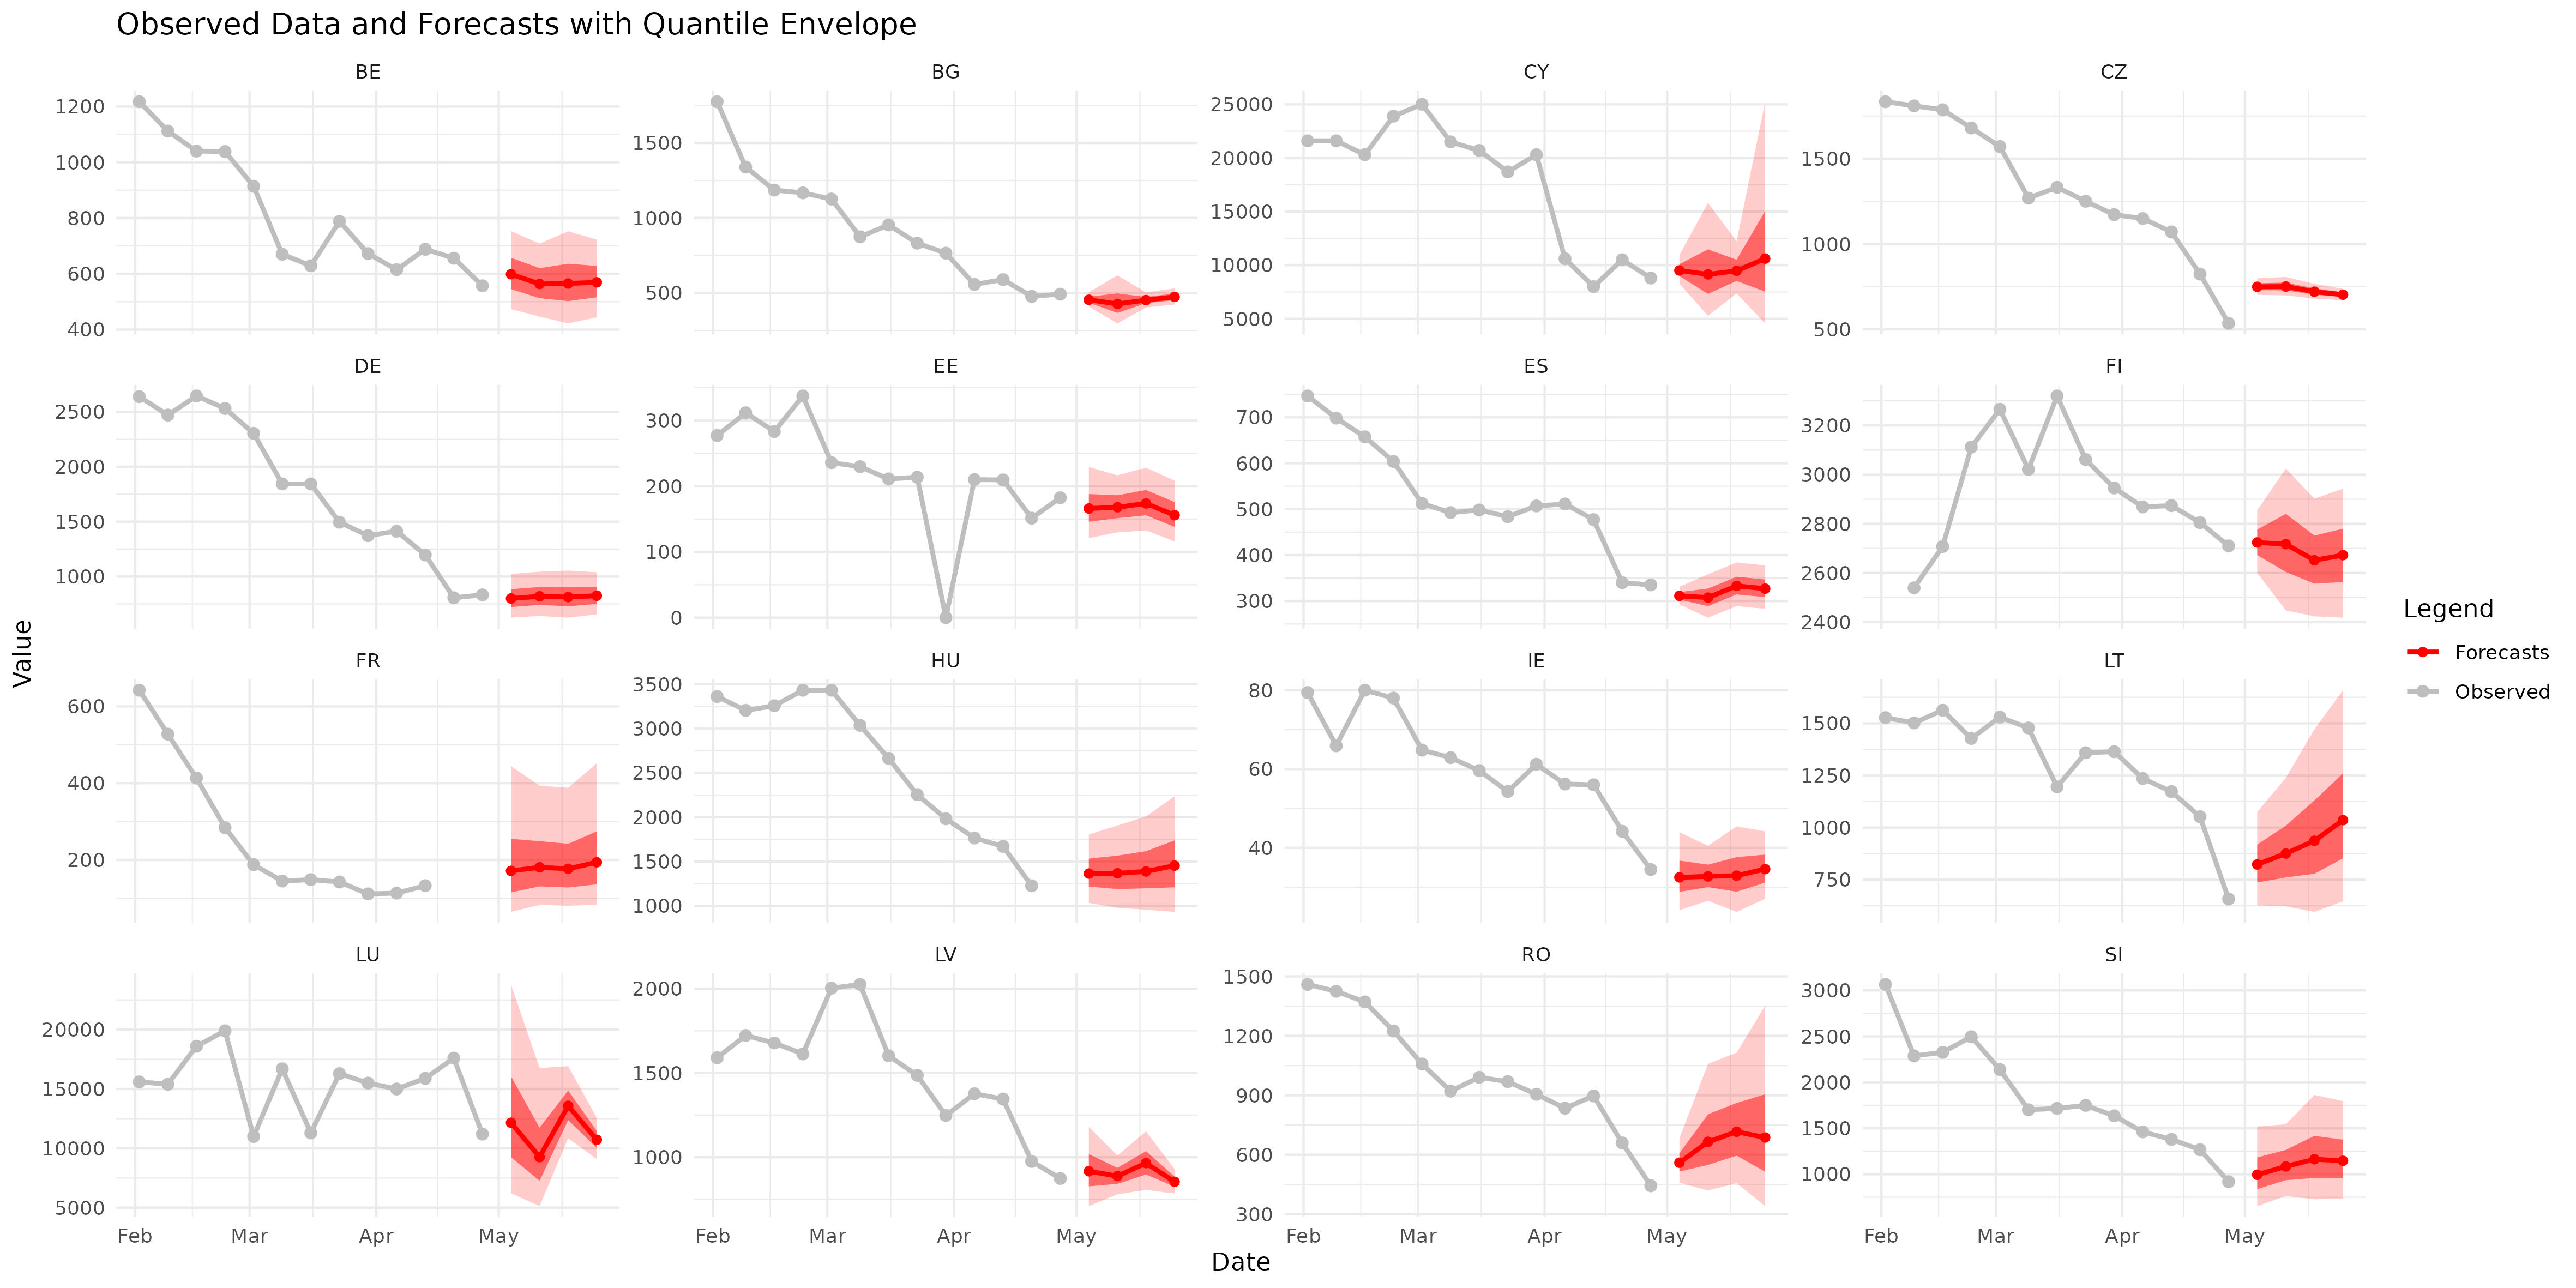 Observed Data and Forecasts with Quantile Envelope
BE
BG
CY
CZ
1200
1000
800
600
400
1500
1000
500
25000
20000
15000
10000
5000
1500
1000
500
DE
EE
ES
FI
2500
2000
1500
1000
300
200
100
0
700
600
500
400
300
3200
3000
2800
2600
2400
FR
HU
IE
LT
600
400
200
3500
3000
2500
2000
1500
1000
80
60
40
1500
1250
1000
750
LU
LV
RO
SI
20000
15000
10000
5000
2000
1500
1000
1500
1200
900
600
300
3000
2500
2000
1500
1000
Feb Mar Apr May
Feb Mar Apr May
Feb Mar Apr May
Feb Mar Apr May
Date
Value
Legend
Forecasts
Observed